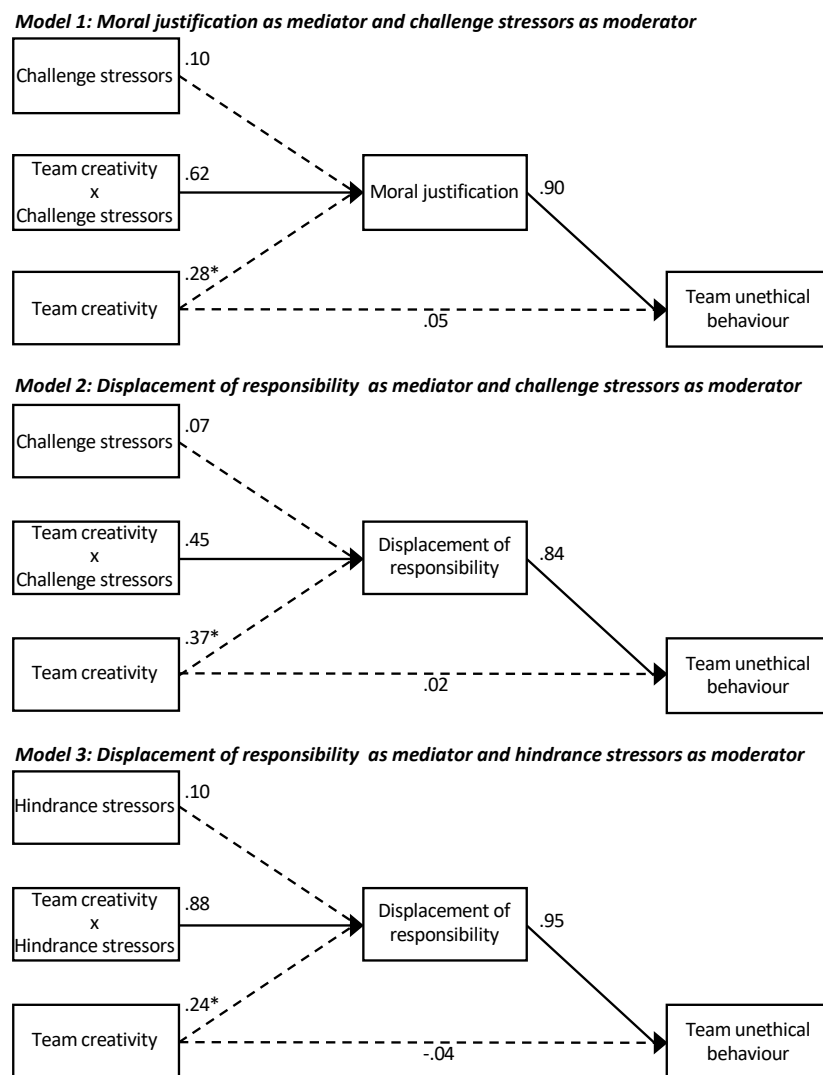 Model 1: Moral justification as mediator and challenge stressors as moderator
.10
Challenge stressors
Team creativity
x
Challenge stressors
.62
Moral justification
.90
.28*
Team creativity
.05
Team unethical
behaviour
Model 2: Displacement of responsibility as mediator and challenge stressors as moderator
.07
Challenge stressors
Team creativity
x
Challenge stressors
.45
Displacement of
responsibility
.84
.37*
Team creativity
.02
Team unethical
behaviour
Model 3: Displacement of responsibility as mediator and hindrance stressors as moderator
.10
Hindrance stressors
Team creativity
x
Hindrance stressors
.88
Displacement of
responsibility
.95
.24*
Team creativity
-.04
Team unethical
behaviour